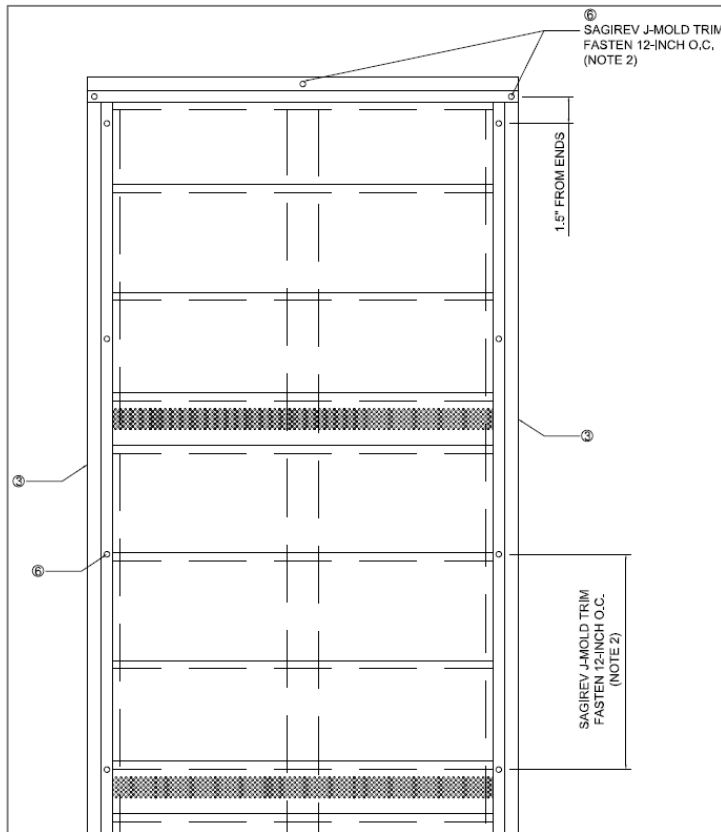 ⑥
SAGIREV J-MOLD TRIM
FASTEN 12-INCH O.C.
(NOTE 2)
1.5" FROM ENDS
③
③
⑥
SAGIREV J-MOLD TRIM
FASTEN 12-INCH O.C.
(NOTE 2)